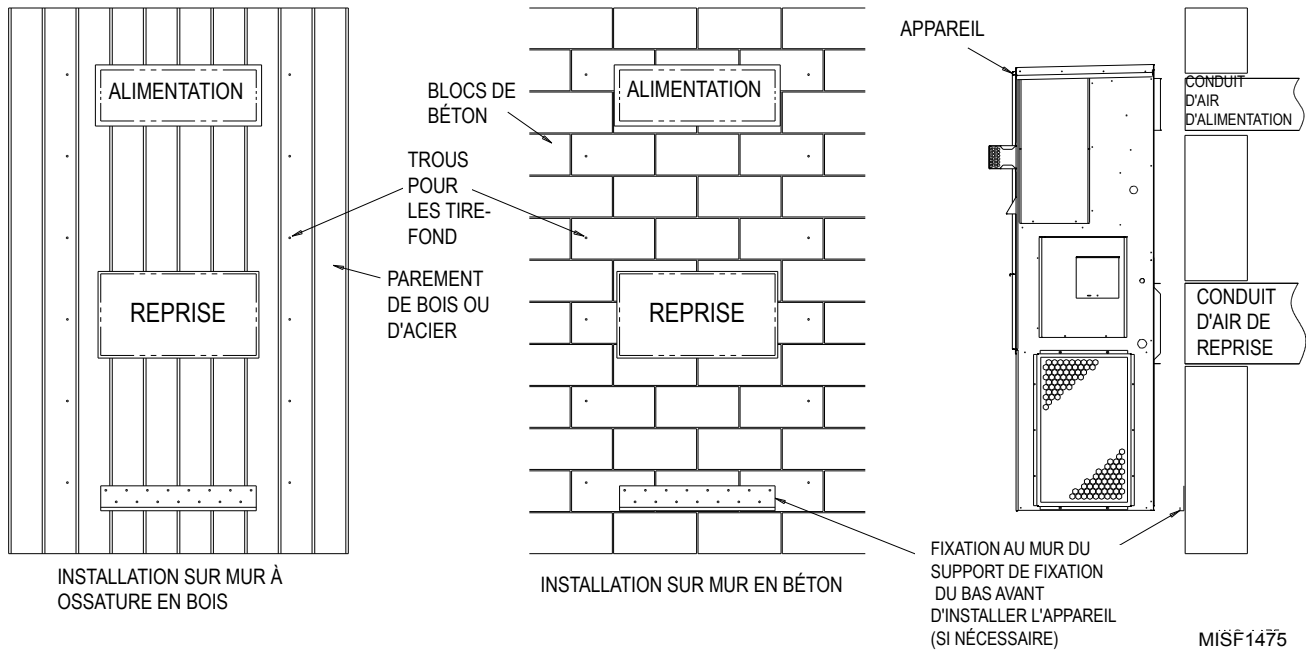 ALIMENTATION
REPRISE
INSTALLATION SUR MUR À
OSSATURE EN BOIS
BLOCS DE
BÉTON
TROUS
POUR
LES TIRE-
FOND
PAREMENT
DE BOIS OU
D'ACIER
ALIMENTATION
REPRISE
INSTALLATION SUR MUR EN BÉTON
APPAREIL
CONDUIT
D'AIR
D'ALIMENTATION
CONDUIT
D'AIR DE
REPRISE
FIXATION AU MUR DU
SUPPORT DE FIXATION
DU BAS AVANT
D'INSTALLER L'APPAREIL
(SI NÉCESSAIRE)
MISF1475